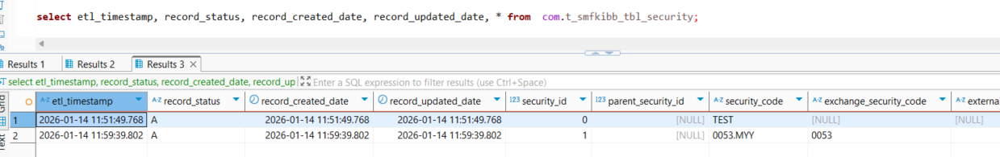 select etl_timestamp, record_status, record_created_date, record_updated_date, * from com.t_smfkibb_tbl_security;
Results 1 Results 2 Results 3
select etl_timestamp, record_status, record_created_date, record_up Enter a SQL expression to filter results (use Ctrl+Space)
Grid A-Z etl_timestamp A-Z record_status record_created_date record_updated_date 123 security_id 123 parent_security_id A-Z security_code A-Z exchange_security_code A-Z externa
1 2026-01-14 11:51:49.768 A 2026-01-14 11:51:49.768 2026-01-14 11:51:49.768 0 [NULL] TEST [NULL] [NULL]
2 2026-01-14 11:59:39.802 A 2026-01-14 11:59:39.802 2026-01-14 11:59:39.802 1 [NULL] 0053.MYY 0053
Text